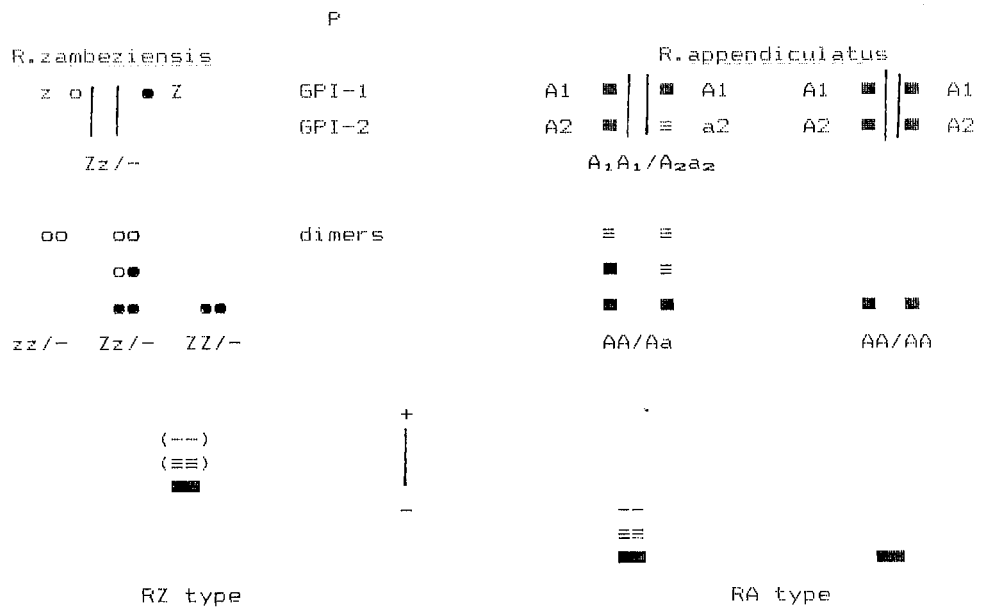 P
R.zambeziensis R.appendiculatus
z Z GPI-1 A1 A1 A1 A1
GPI-2 A2 a2 A2 A2
Zz/- A₁A₁/A₂a₂
dimers
zz/- Zz/- ZZ/- AA/Aa AA/AA
+
-
RZ type RA type